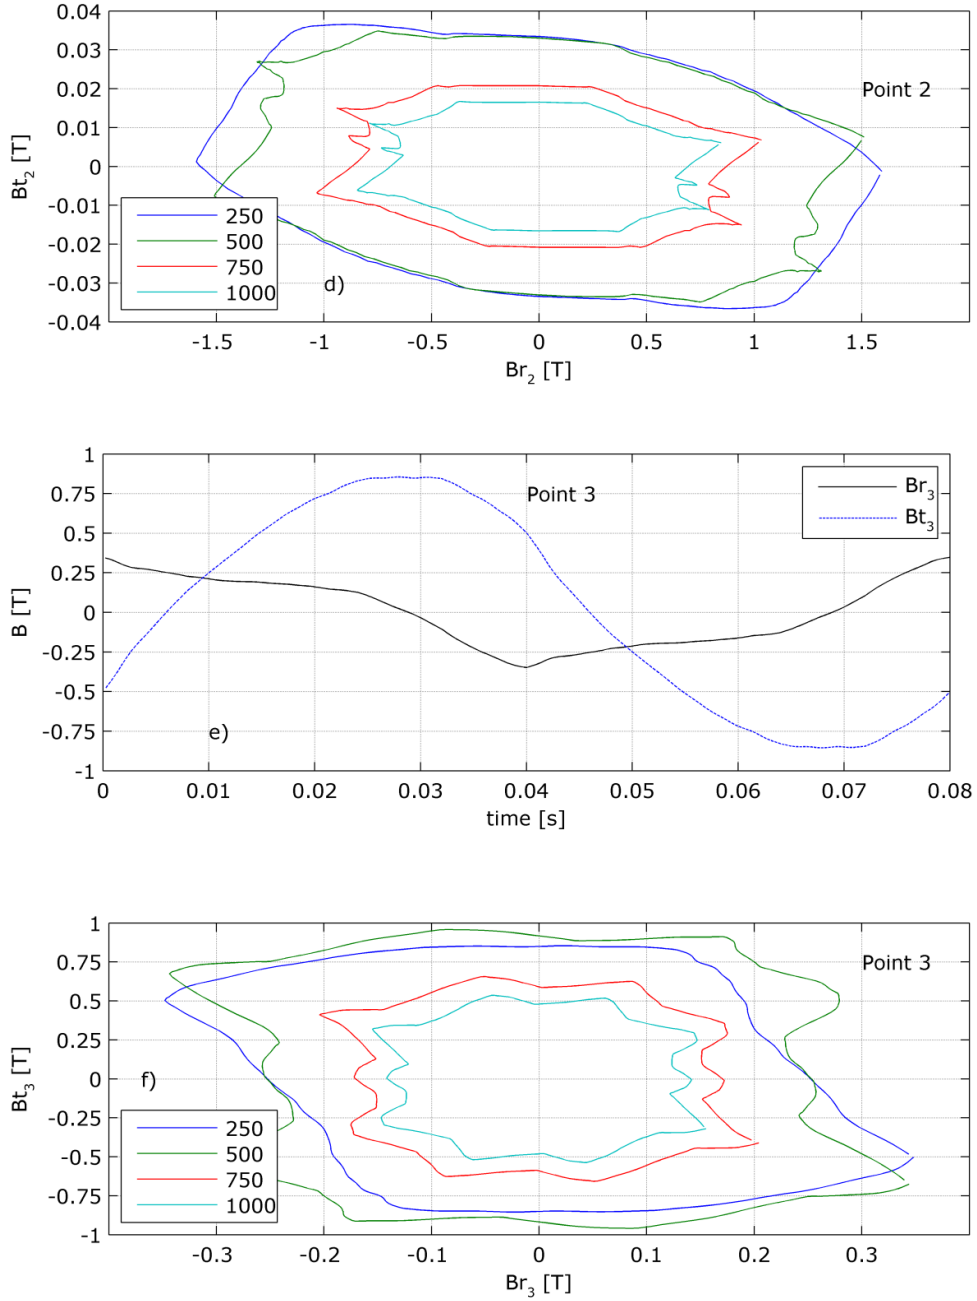 0.04
0.03
0.02
0.01
0
-0.01
-0.02
-0.03
-0.04
Bt2 [T]
Point 2
250
500
750
1000
d)
-1.5 -1 -0.5 0 0.5 1 1.5
Br2 [T]
1
0.75
0.5
0.25
0
-0.25
-0.5
-0.75
-1
B [T]
Point 3
Br3
Bt3
e)
0 0.01 0.02 0.03 0.04 0.05 0.06 0.07 0.08
time [s]
1
0.75
0.5
0.25
0
-0.25
-0.5
-0.75
-1
Bt3 [T]
Point 3
f)
250
500
750
1000
-0.3 -0.2 -0.1 0 0.1 0.2 0.3
Br3 [T]